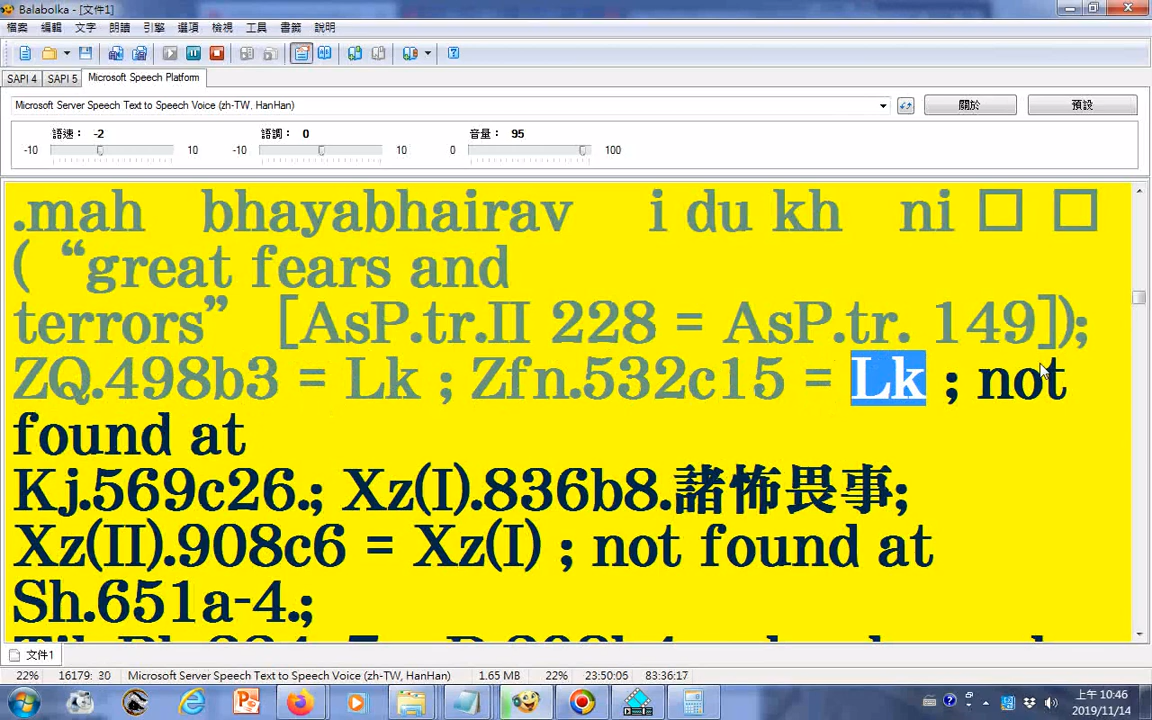 Balabolka - [文件1]
檔案 編輯 文字 朗讀 引擎 選項 檢視 工具 書籤 說明
SAPI 4 SAPI 5 Microsoft Speech Platform
Microsoft Server Speech Text to Speech Voice (zh-TW, HanHan) 關於 預設
語速： -2 語調： 0 音量： 95
-10 10 -10 10 0 100
.mah bhayabhairav i du kh ni □ □
( “great fears and
terrors” [AsP.tr.II 228 = AsP.tr. 149]);
ZQ.498b3 = Lk ; Zfn.532c15 = Lk ; not
found at
Kj.569c26.; Xz(I).836b8.諸怖畏事;
Xz(II).908c6 = Xz(I) ; not found at
Sh.651a-4.;
文件1
22% 16179: 30 Microsoft Server Speech Text to Speech Voice (zh-TW, HanHan) 1.65 MB 22% 23:50:05 83:36:17
上午 10:46
2019/11/14